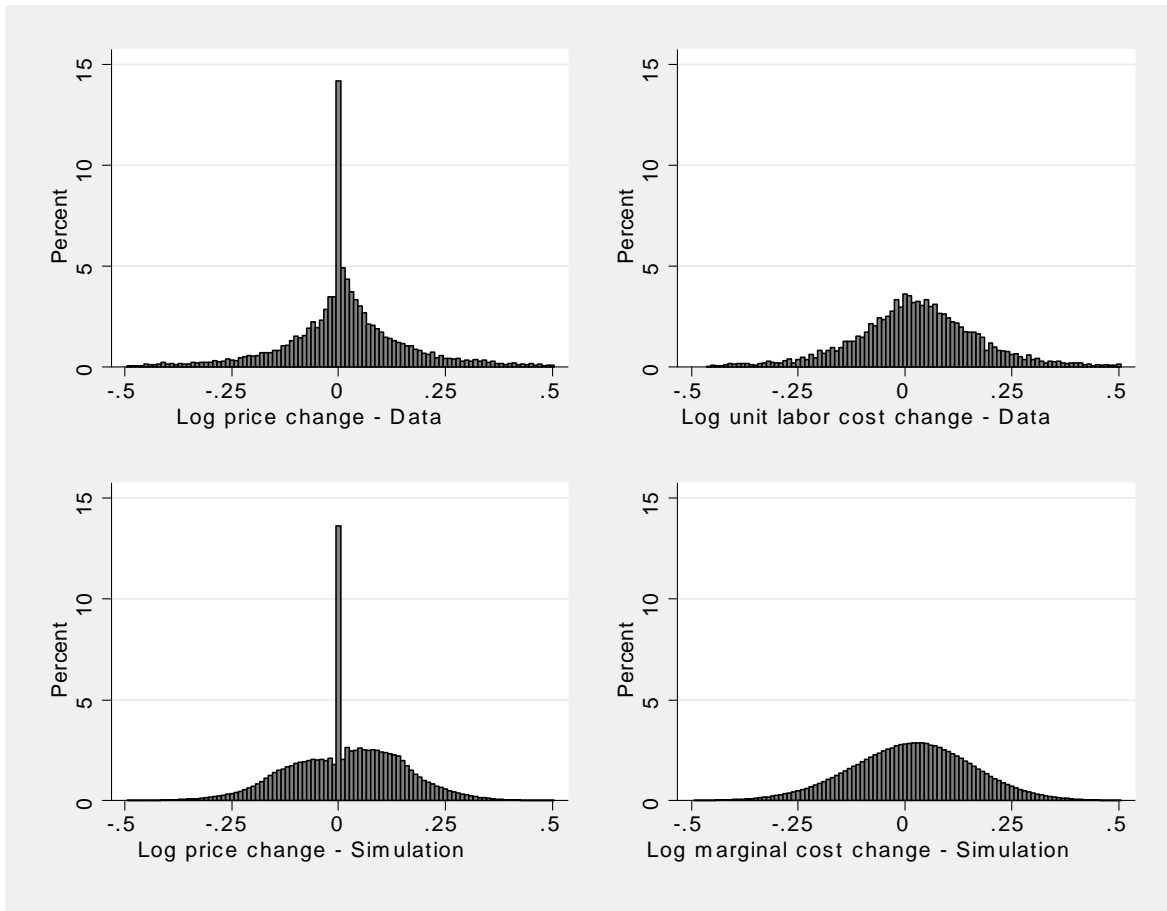 15
10
5
0
Percent
-.5 -.25 0 .25 .5
Log price change - Data
15
10
5
0
Percent
-.5 -.25 0 .25 .5
Log unit labor cost change - Data
15
10
5
0
Percent
-.5 -.25 0 .25 .5
Log price change - Simulation
15
10
5
0
Percent
-.5 -.25 0 .25 .5
Log marginal cost change - Simulation